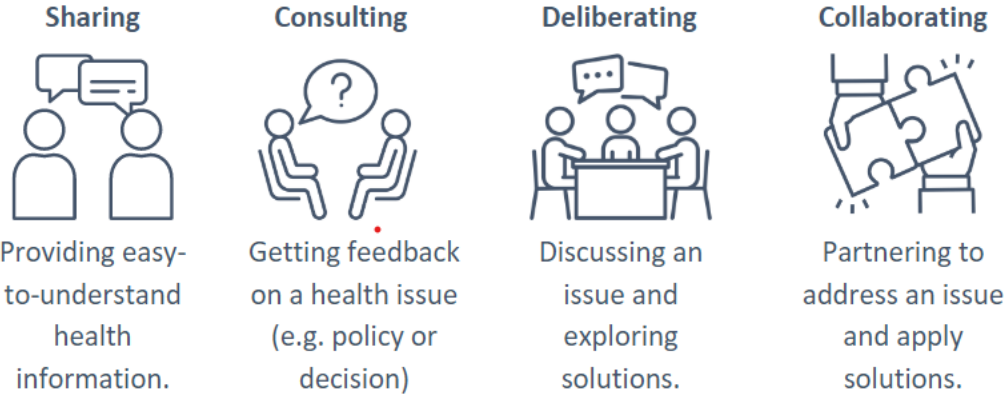 Sharing
Providing easy-
to-understand
health
information.
Consulting
?
Getting feedback
on a health issue
(e.g. policy or
decision)
Deliberating
Discussing an
issue and
exploring
solutions.
Collaborating
Partnering to
address an issue
and apply
solutions.